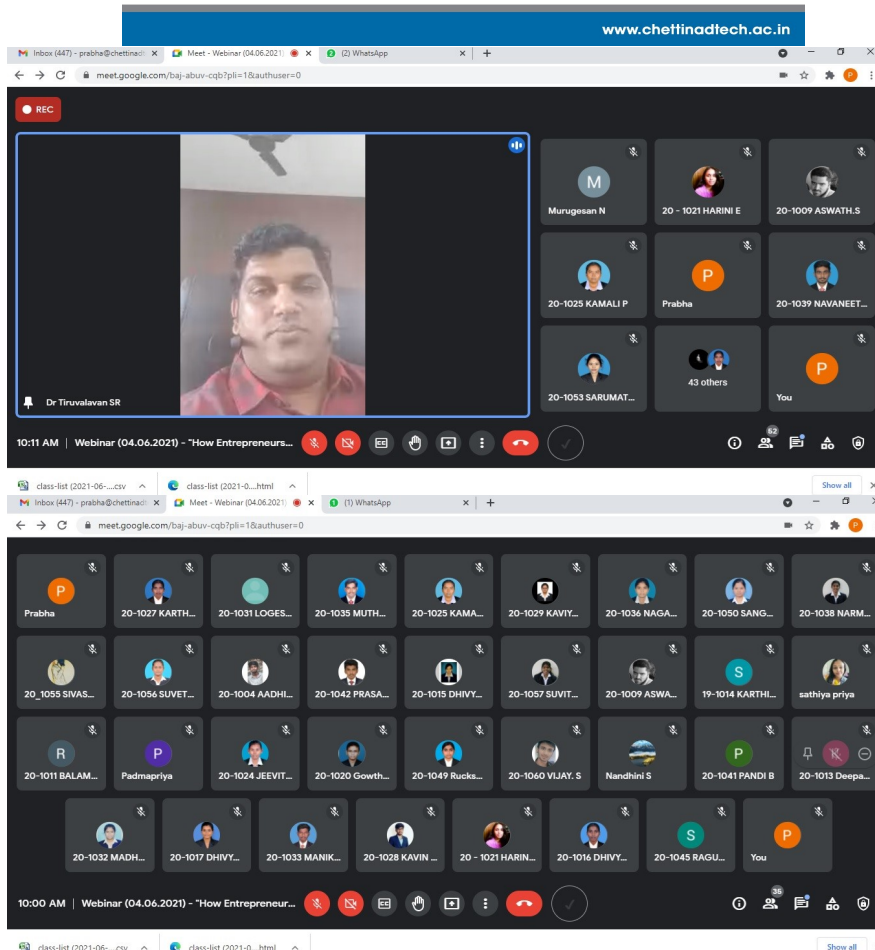 www.chettinadtech.ac.in
Inbox (447) - prabha@chettinadt
Meet - Webinar (04.06.2021)
(2) WhatsApp
meet.google.com/baj-abuv-cqb?pli=1&authuser=0
REC
M
Murugesan N
20 - 1021 HARINI E
20-1009 ASWATH.S
20-1025 KAMALI P
P
Prabha
20-1039 NAVANEET...
20-1053 SARUMAT...
43 others
P
You
Dr Tiruvalavan SR
10:11 AM | Webinar (04.06.2021) - "How Entrepreneurs...
CC
52
class-list (2021-06-....csv
class-list (2021-0....html
Show all
Inbox (447) - prabha@chettinadt
Meet - Webinar (04.06.2021)
(1) WhatsApp
meet.google.com/baj-abuv-cqb?pli=1&authuser=0
P
Prabha
20-1027 KARTH...
20-1031 LOGES...
20-1035 MUTH...
20-1025 KAMA...
20-1029 KAVIY...
20-1036 NAGA...
20-1050 SANG...
20-1038 NARM...
20_1055 SIVAS...
20-1056 SUVET...
20-1004 AADHI...
20-1042 PRASA...
20-1015 DHIVY...
20-1057 SUVIT...
20-1009 ASWA...
S
19-1014 KARTHI...
sathiya priya
R
20-1011 BALAM...
P
Padmapriya
20-1024 JEEVIT...
20-1020 Gowth...
20-1049 Rucks...
20-1060 VIJAY. S
Nandhini S
P
20-1041 PANDI B
20-1013 Deepa...
20-1032 MADH...
20-1017 DHIVY...
20-1033 MANIK...
20-1028 KAVIN ...
20 - 1021 HARIN...
20-1016 DHIVY...
S
20-1045 RAGU...
P
You
10:00 AM | Webinar (04.06.2021) - "How Entrepreneur...
CC
35
class-list (2021-06-....csv
class-list (2021-0....html
Show all